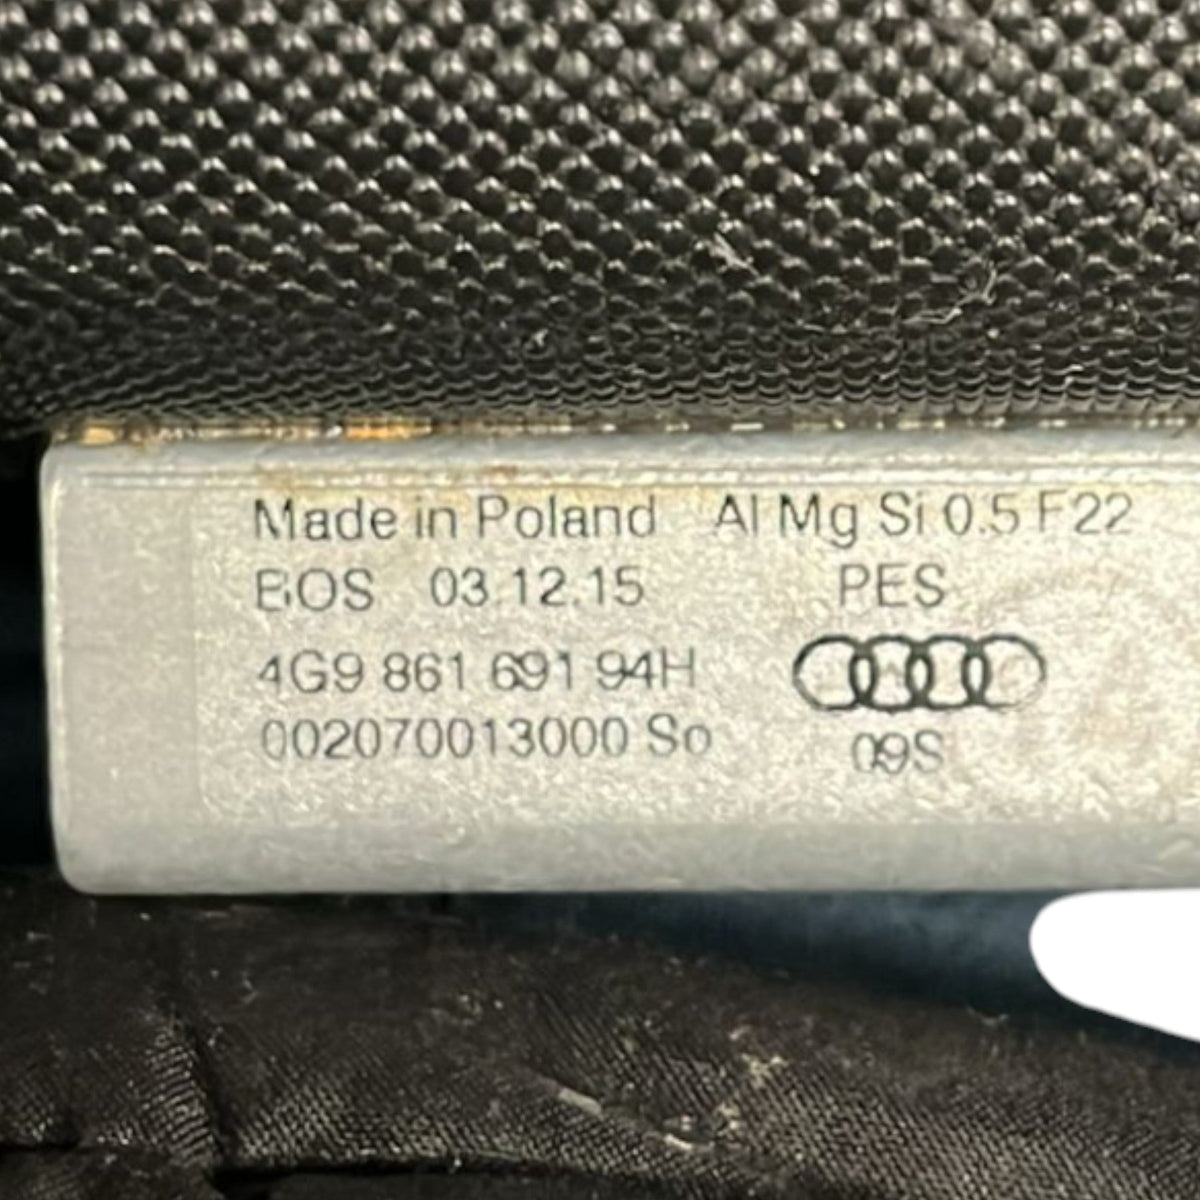 Made in Poland Al Mg Si 0.5 F22
BOS 03.12.15 PES
4G9 861 691 94H
002070013000 So 09S